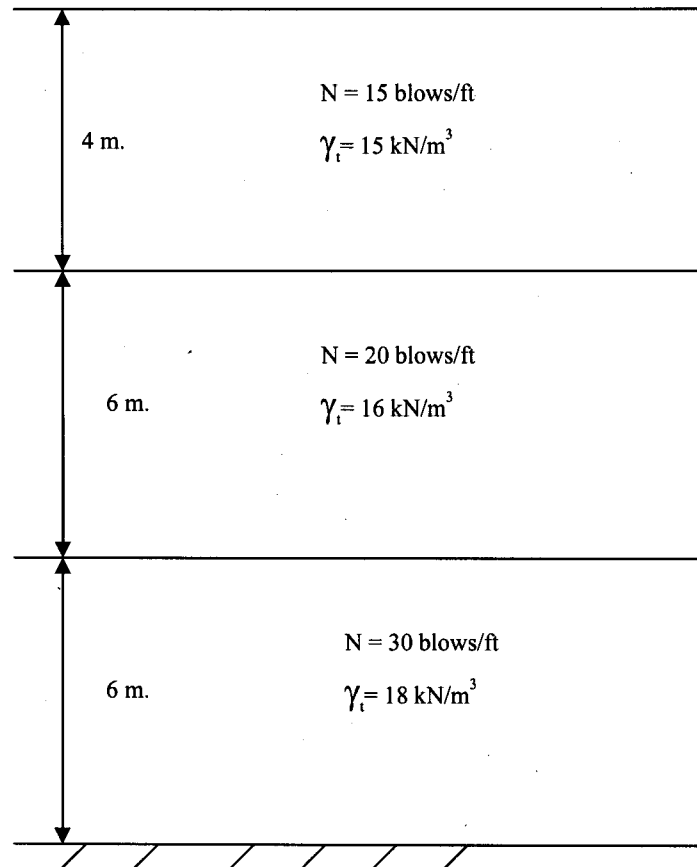 N = 15 blows/ft
4 m.
γt= 15 kN/m³
N = 20 blows/ft
6 m.
γt= 16 kN/m³
N = 30 blows/ft
6 m.
γt= 18 kN/m³